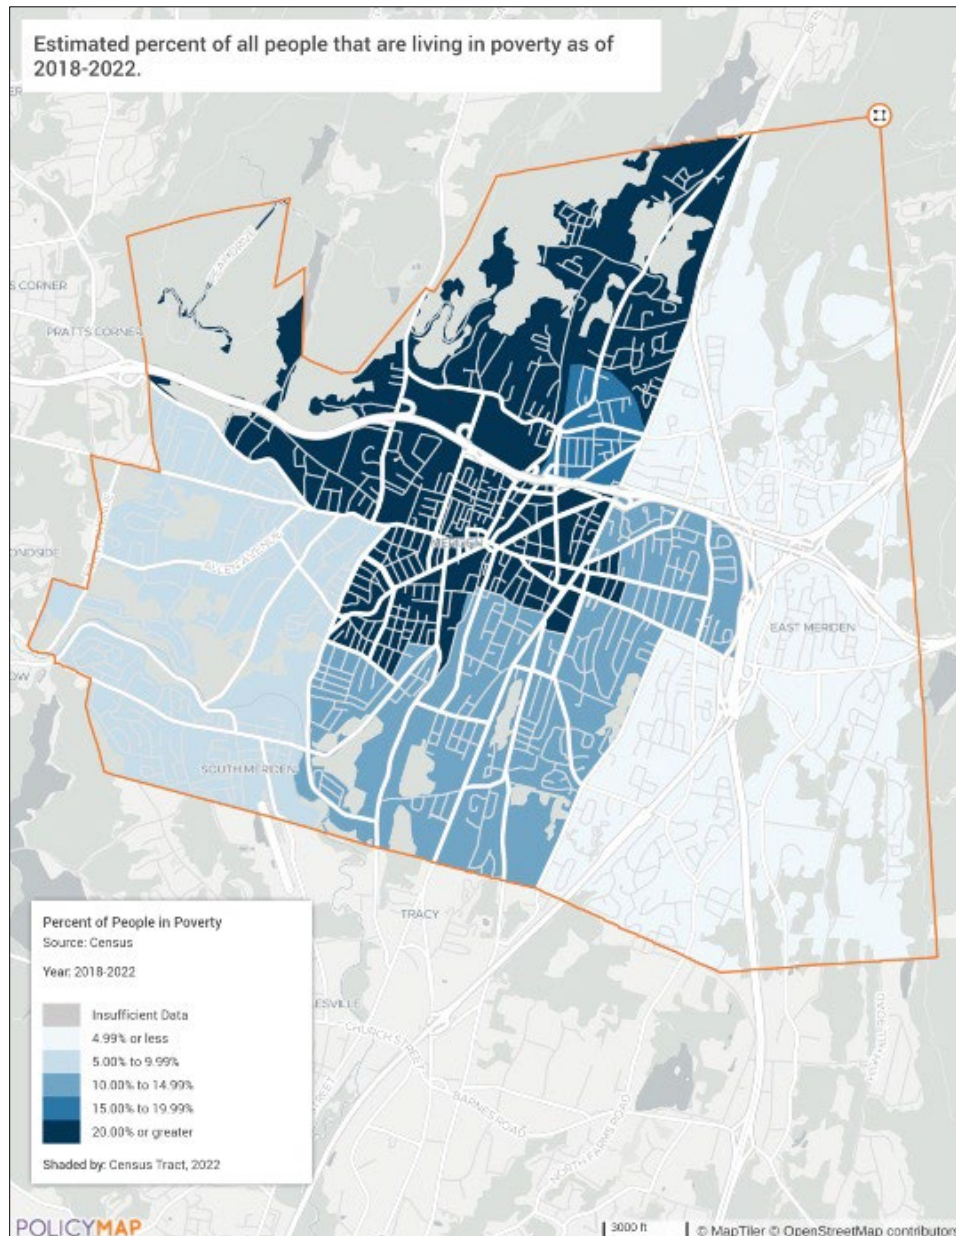 Estimated percent of all people that are living in poverty as of
2018-2022.
S CORNER
PRATTS CORNER
ALLEN AVENUE
EAST MERIDEN
SOUTH MERIDEN
TRACY
CHURCH STREET
BARNES ROAD
NORTH FARMS ROAD
Percent of People in Poverty
Source: Census
Year: 2018-2022
Insufficient Data
4.99% or less
5.00% to 9.99%
10.00% to 14.99%
15.00% to 19.99%
20.00% or greater
Shaded by: Census Tract, 2022
POLICYMAP
3000 ft
© MapTiler © OpenStreetMap contributors